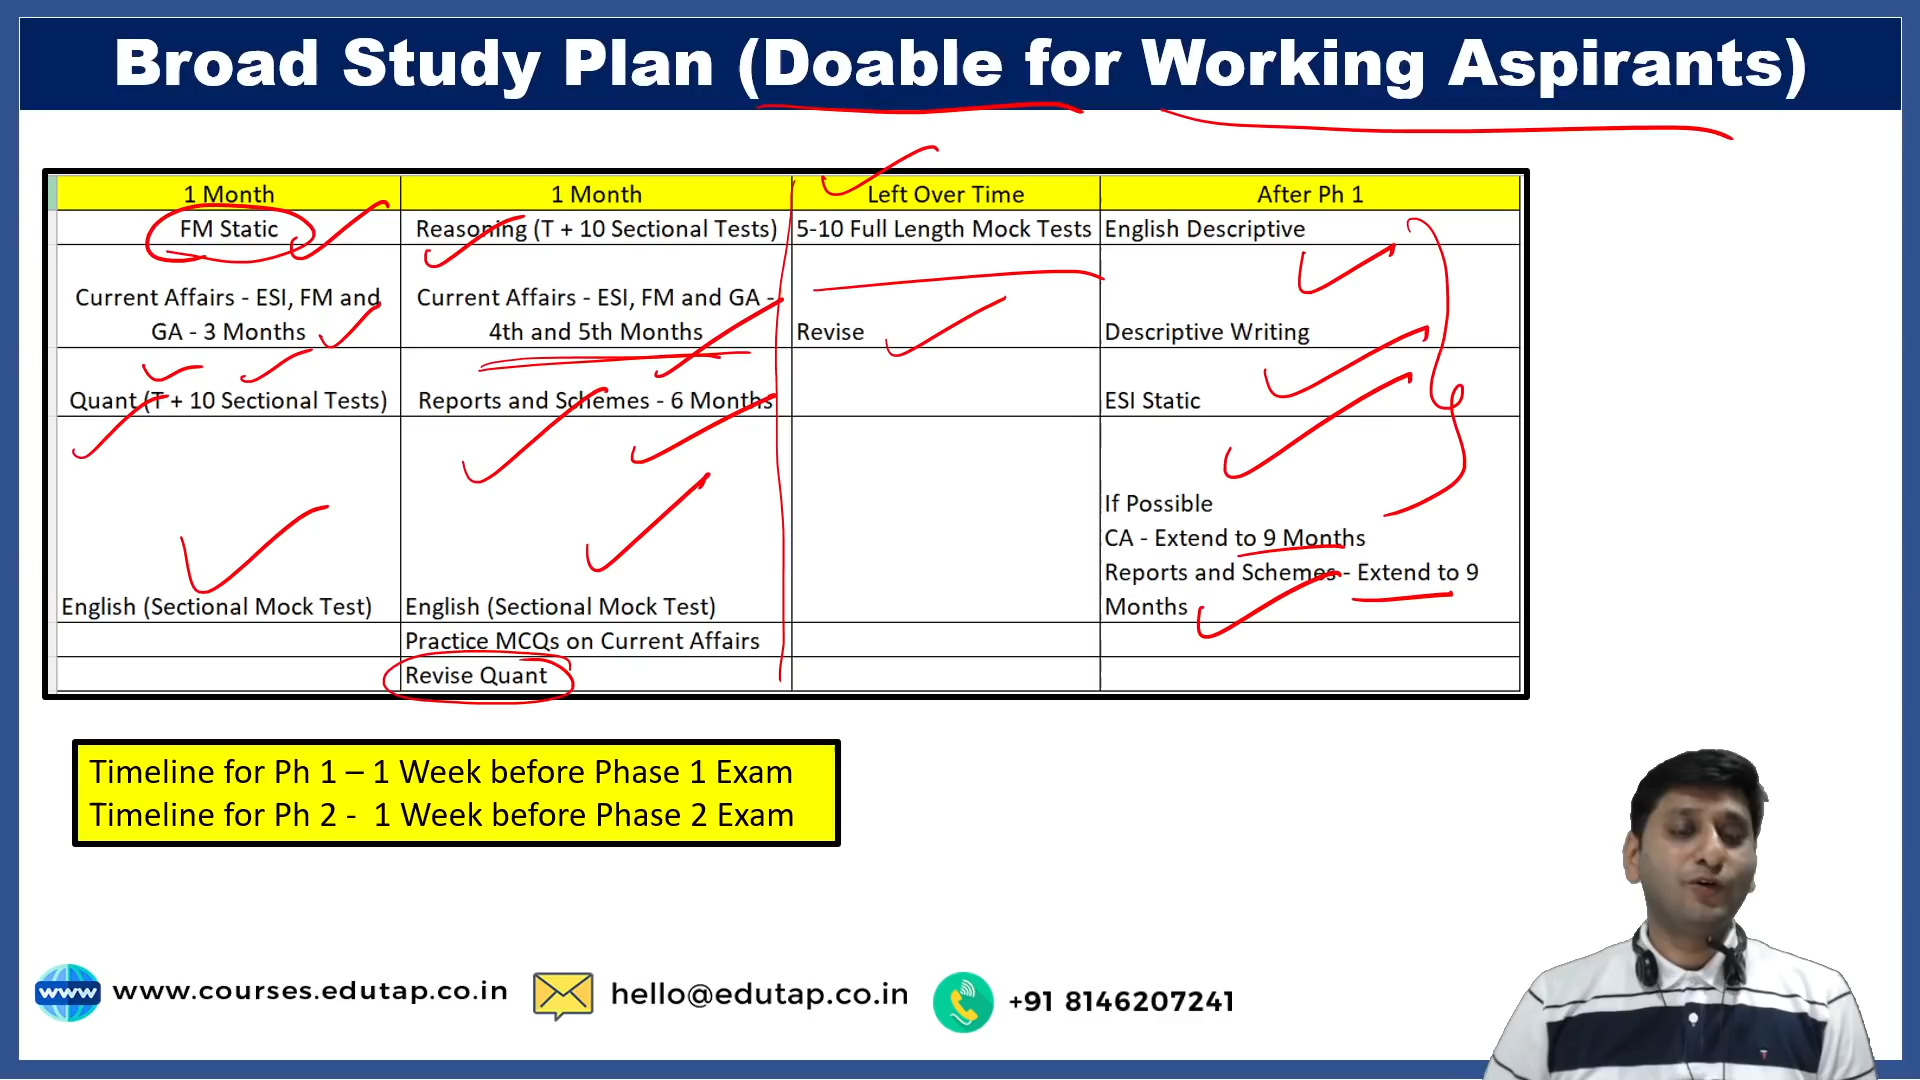 Broad Study Plan (Doable for Working Aspirants)
1 Month
1 Month
Left Over Time
After Ph 1
FM Static
Reasoning (T + 10 Sectional Tests)
5-10 Full Length Mock Tests
English Descriptive
Current Affairs - ESI, FM and
GA - 3 Months
Current Affairs - ESI, FM and GA -
4th and 5th Months
Revise
Descriptive Writing
Quant (T + 10 Sectional Tests)
Reports and Schemes - 6 Months
ESI Static
English (Sectional Mock Test)
English (Sectional Mock Test)
If Possible
CA - Extend to 9 Months
Reports and Schemes - Extend to 9
Months
Practice MCQs on Current Affairs
Revise Quant
Timeline for Ph 1 – 1 Week before Phase 1 Exam
Timeline for Ph 2 -  1 Week before Phase 2 Exam
www
www.courses.edutap.co.in
hello@edutap.co.in
+91 8146207241